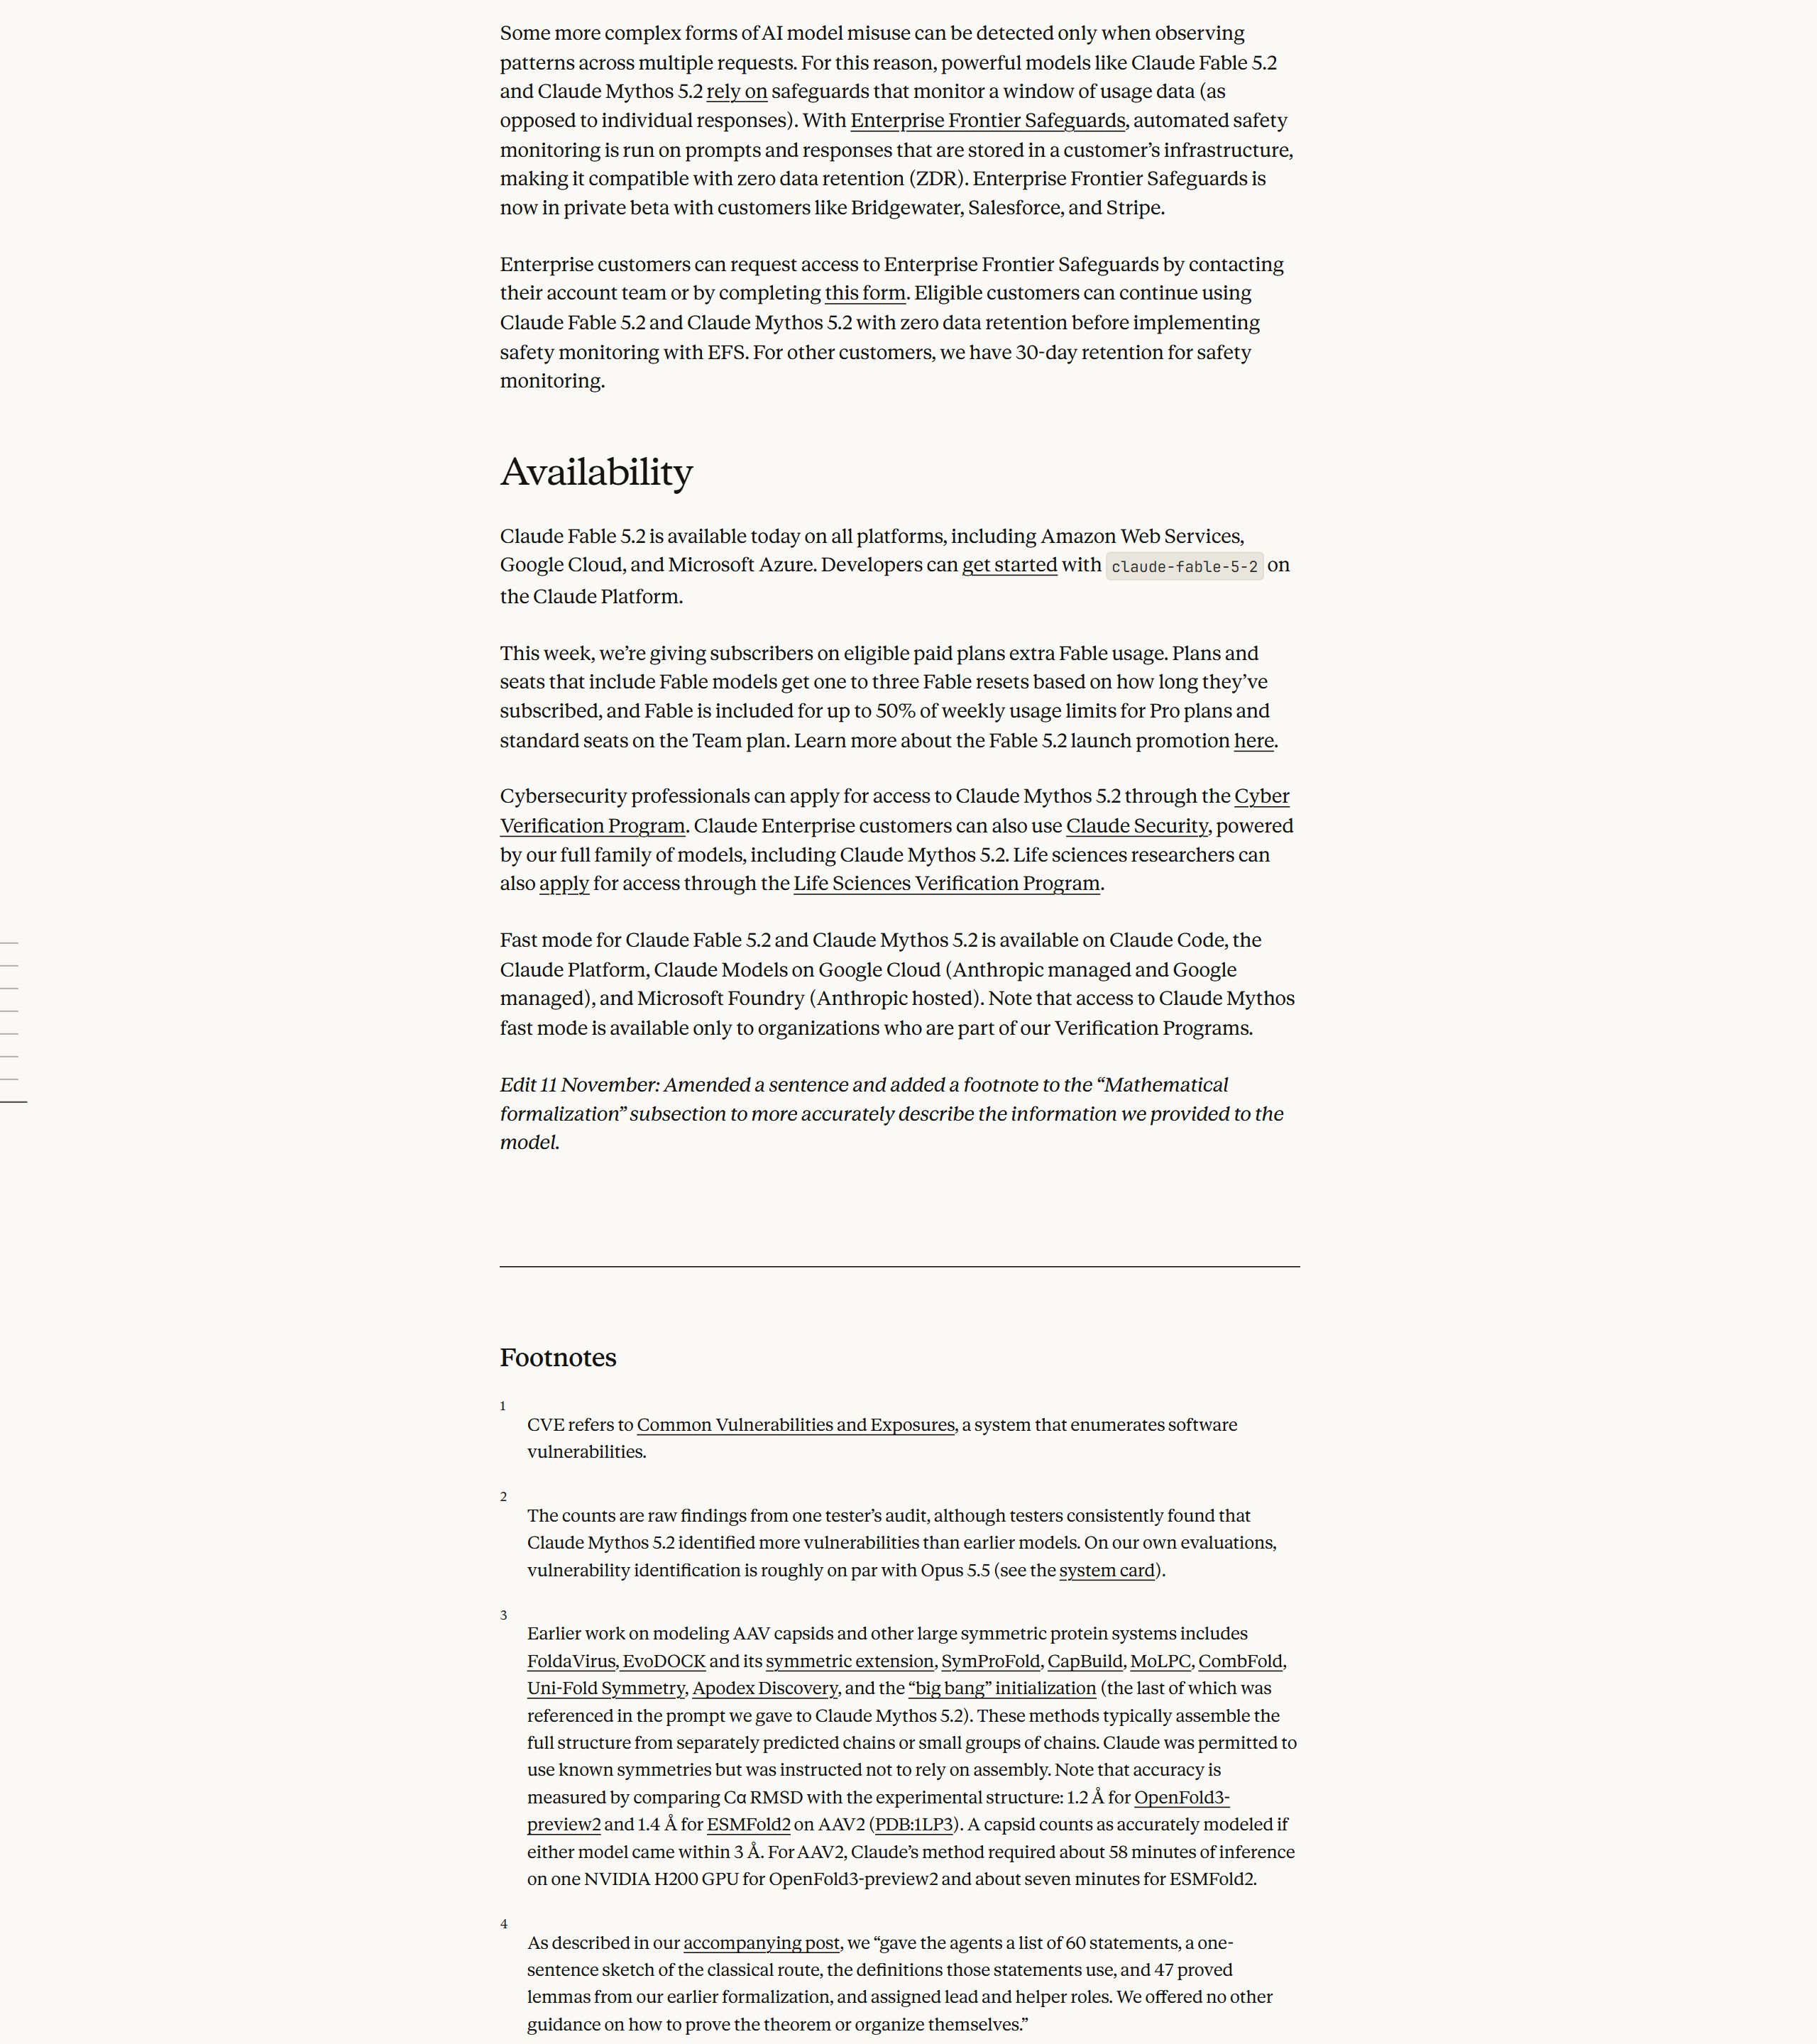 Some more complex forms of AI model misuse can be detected only when observing
patterns across multiple requests. For this reason, powerful models like Claude Fable 5.2
and Claude Mythos 5.2 rely on safeguards that monitor a window of usage data (as
opposed to individual responses). With Enterprise Frontier Safeguards, automated safety
monitoring is run on prompts and responses that are stored in a customer’s infrastructure,
making it compatible with zero data retention (ZDR). Enterprise Frontier Safeguards is
now in private beta with customers like Bridgewater, Salesforce, and Stripe.
Enterprise customers can request access to Enterprise Frontier Safeguards by contacting
their account team or by completing this form. Eligible customers can continue using
Claude Fable 5.2 and Claude Mythos 5.2 with zero data retention before implementing
safety monitoring with EFS. For other customers, we have 30-day retention for safety
monitoring.
Availability
Claude Fable 5.2 is available today on all platforms, including Amazon Web Services,
Google Cloud, and Microsoft Azure. Developers can get started with claude-fable-5-2 on
the Claude Platform.
This week, we’re giving subscribers on eligible paid plans extra Fable usage. Plans and
seats that include Fable models get one to three Fable resets based on how long they’ve
subscribed, and Fable is included for up to 50% of weekly usage limits for Pro plans and
standard seats on the Team plan. Learn more about the Fable 5.2 launch promotion here.
Cybersecurity professionals can apply for access to Claude Mythos 5.2 through the Cyber
Verification Program. Claude Enterprise customers can also use Claude Security, powered
by our full family of models, including Claude Mythos 5.2. Life sciences researchers can
also apply for access through the Life Sciences Verification Program.
Fast mode for Claude Fable 5.2 and Claude Mythos 5.2 is available on Claude Code, the
Claude Platform, Claude Models on Google Cloud (Anthropic managed and Google
managed), and Microsoft Foundry (Anthropic hosted). Note that access to Claude Mythos
fast mode is available only to organizations who are part of our Verification Programs.
Edit 11 November: Amended a sentence and added a footnote to the “Mathematical
formalization” subsection to more accurately describe the information we provided to the
model.
Footnotes
1
CVE refers to Common Vulnerabilities and Exposures, a system that enumerates software
vulnerabilities.
2
The counts are raw findings from one tester’s audit, although testers consistently found that
Claude Mythos 5.2 identified more vulnerabilities than earlier models. On our own evaluations,
vulnerability identification is roughly on par with Opus 5.5 (see the system card).
3
Earlier work on modeling AAV capsids and other large symmetric protein systems includes
FoldaVirus, EvoDOCK and its symmetric extension, SymProFold, CapBuild, MoLPC, CombFold,
Uni-Fold Symmetry, Apodex Discovery, and the “big bang” initialization (the last of which was
referenced in the prompt we gave to Claude Mythos 5.2). These methods typically assemble the
full structure from separately predicted chains or small groups of chains. Claude was permitted to
use known symmetries but was instructed not to rely on assembly. Note that accuracy is
measured by comparing Cα RMSD with the experimental structure: 1.2 Å for OpenFold3-
preview2 and 1.4 Å for ESMFold2 on AAV2 (PDB:1LP3). A capsid counts as accurately modeled if
either model came within 3 Å. For AAV2, Claude’s method required about 58 minutes of inference
on one NVIDIA H200 GPU for OpenFold3-preview2 and about seven minutes for ESMFold2.
4
As described in our accompanying post, we “gave the agents a list of 60 statements, a one-
sentence sketch of the classical route, the definitions those statements use, and 47 proved
lemmas from our earlier formalization, and assigned lead and helper roles. We offered no other
guidance on how to prove the theorem or organize themselves.”